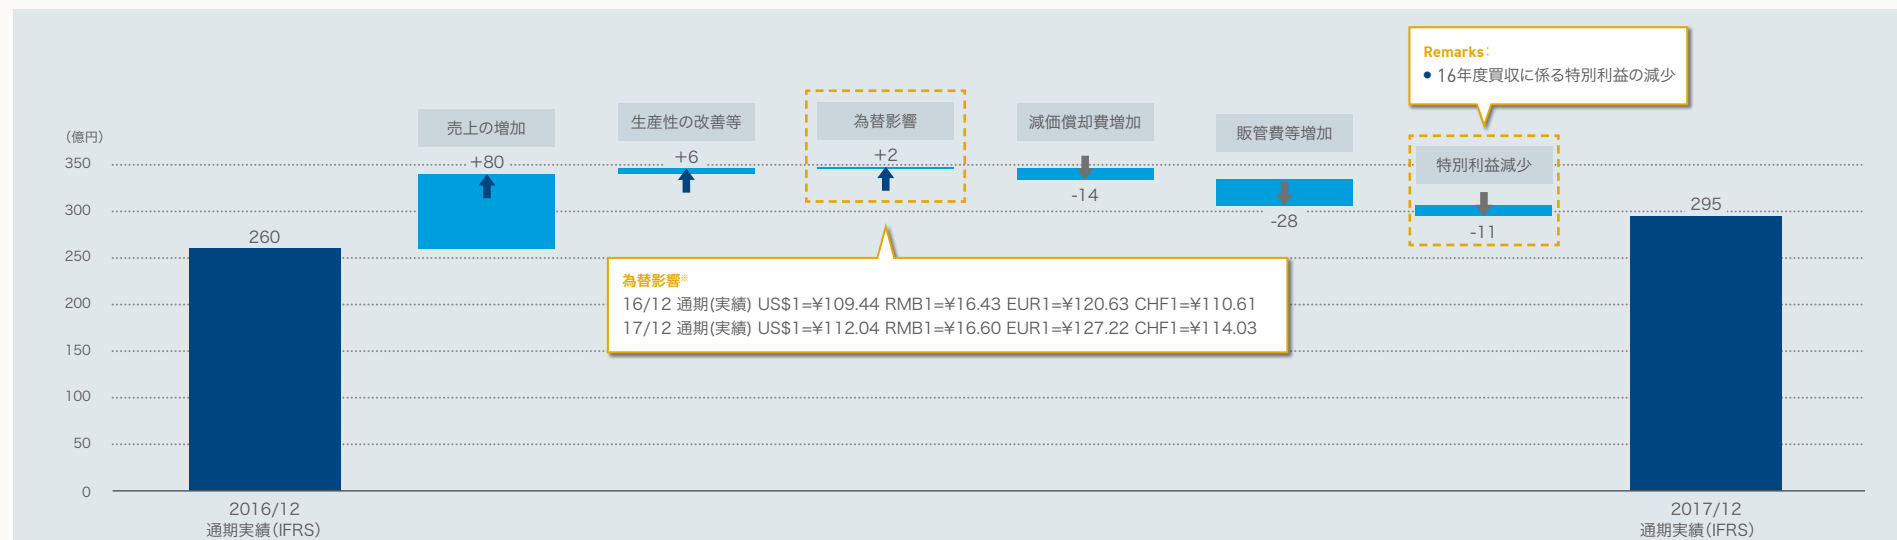 Remarks：
● 16年度買収に係る特別利益の減少
売上の増加
生産性の改善等
為替影響
減価償却費増加
販管費等増加
特別利益減少
（億円）
350
300
250
200
150
100
50
0
260
+80
+6
+2
-14
-28
-11
295
為替影響※
16/12 通期(実績) US$1=¥109.44 RMB1=¥16.43 EUR1=¥120.63 CHF1=¥110.61
17/12 通期(実績) US$1=¥112.04 RMB1=¥16.60 EUR1=¥127.22 CHF1=¥114.03
2016/12
通期実績（IFRS）
2017/12
通期実績（IFRS）